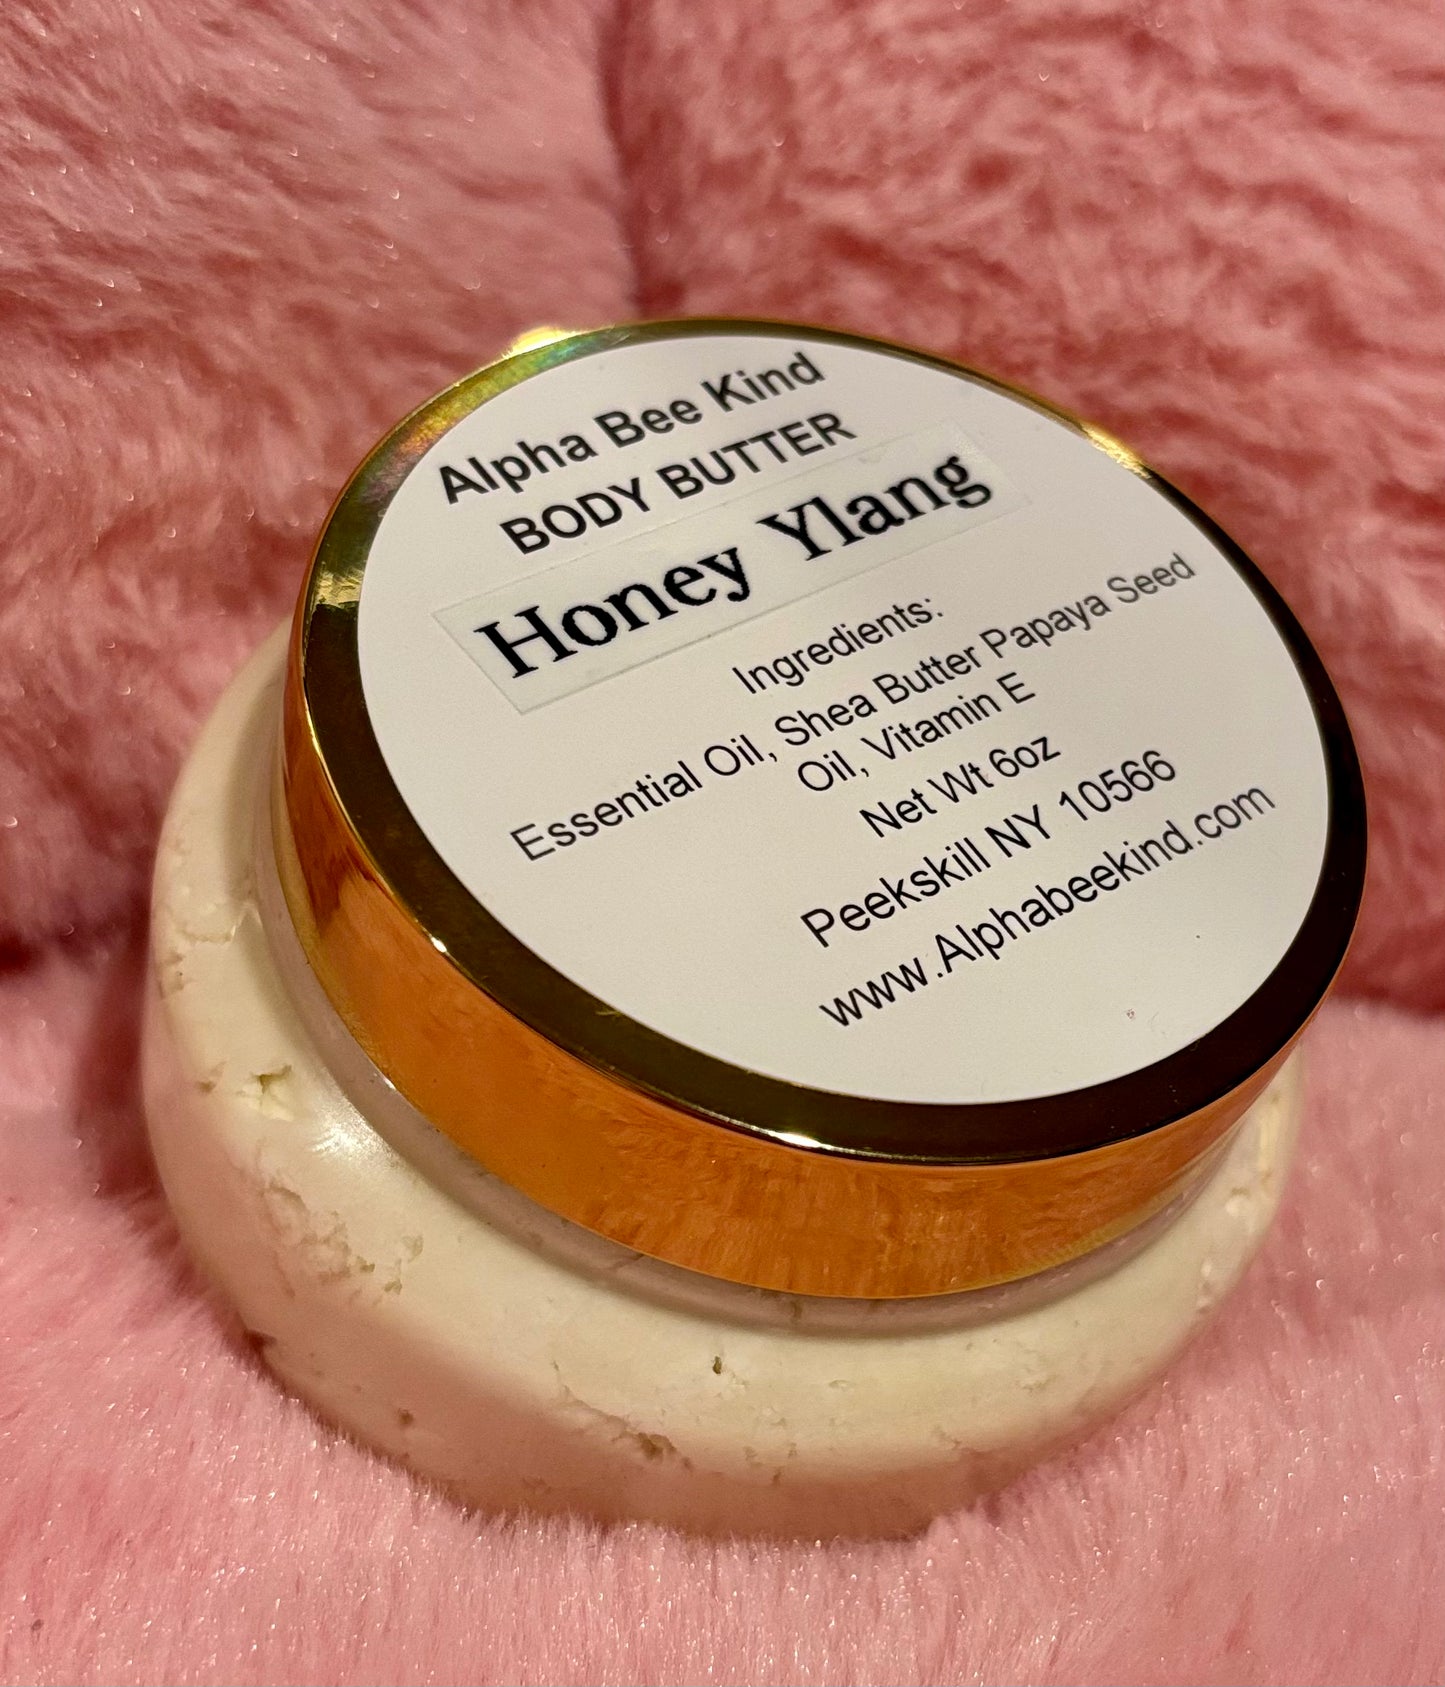 Alpha Bee Kind
BODY BUTTER
Honey Ylang
Ingredients:
Essential Oil, Shea Butter Papaya Seed
Oil, Vitamin E
Net Wt 6oz
Peekskill NY 10566
www.Alphabeekind.com